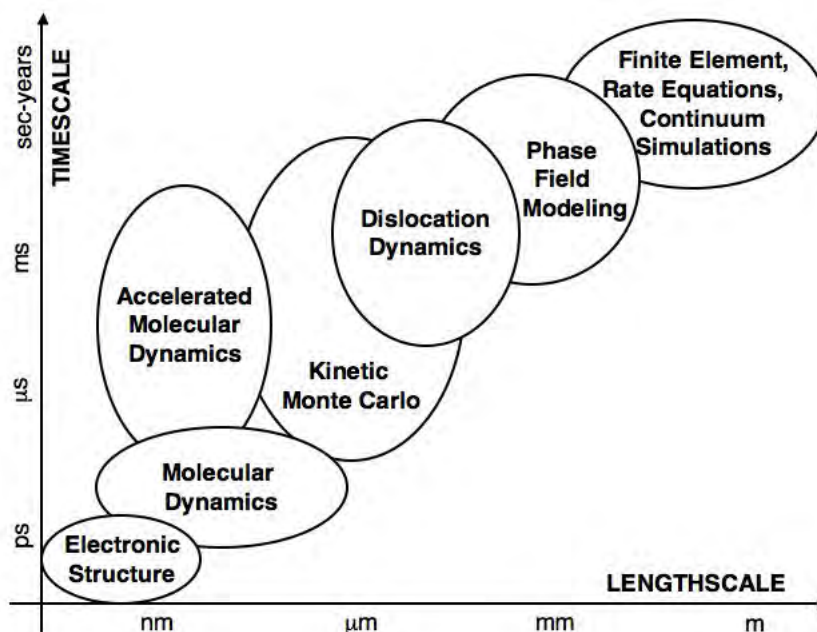 sec-years
TIMESCALE
Finite Element,
Rate Equations,
Continuum
Simulations
Phase
Field
Modeling
Dislocation
Dynamics
ms
Accelerated
Molecular
Dynamics
Kinetic
Monte Carlo
μs
Molecular
Dynamics
ps
Electronic
Structure
LENGTHSCALE
nm
μm
mm
m